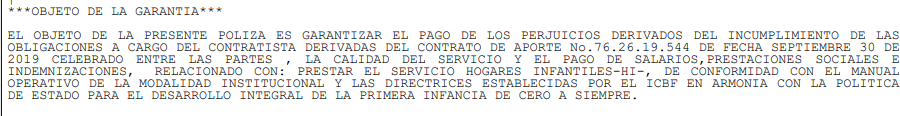 ***OBJETO DE LA GARANTIA***
EL OBJETO DE LA PRESENTE POLIZA ES GARANTIZAR EL PAGO DE LOS PERJUICIOS DERIVADOS DEL INCUMPLIMIENTO DE LAS
OBLIGACIONES A CARGO DEL CONTRATISTA DERIVADAS DEL CONTRATO DE APORTE No.76.26.19.544 DE FECHA SEPTIEMBRE 30 DE
2019 CELEBRADO ENTRE LAS PARTES , LA CALIDAD DEL SERVICIO Y EL PAGO DE SALARIOS,PRESTACIONES SOCIALES E
INDEMNIZACIONES, RELACIONADO CON: PRESTAR EL SERVICIO HOGARES INFANTILES-HI-, DE CONFORMIDAD CON EL MANUAL
OPERATIVO DE LA MODALIDAD INSTITUCIONAL Y LAS DIRECTRICES ESTABLECIDAS POR EL ICBF EN ARMONIA CON LA POLITICA
DE ESTADO PARA EL DESARROLLO INTEGRAL DE LA PRIMERA INFANCIA DE CERO A SIEMPRE.